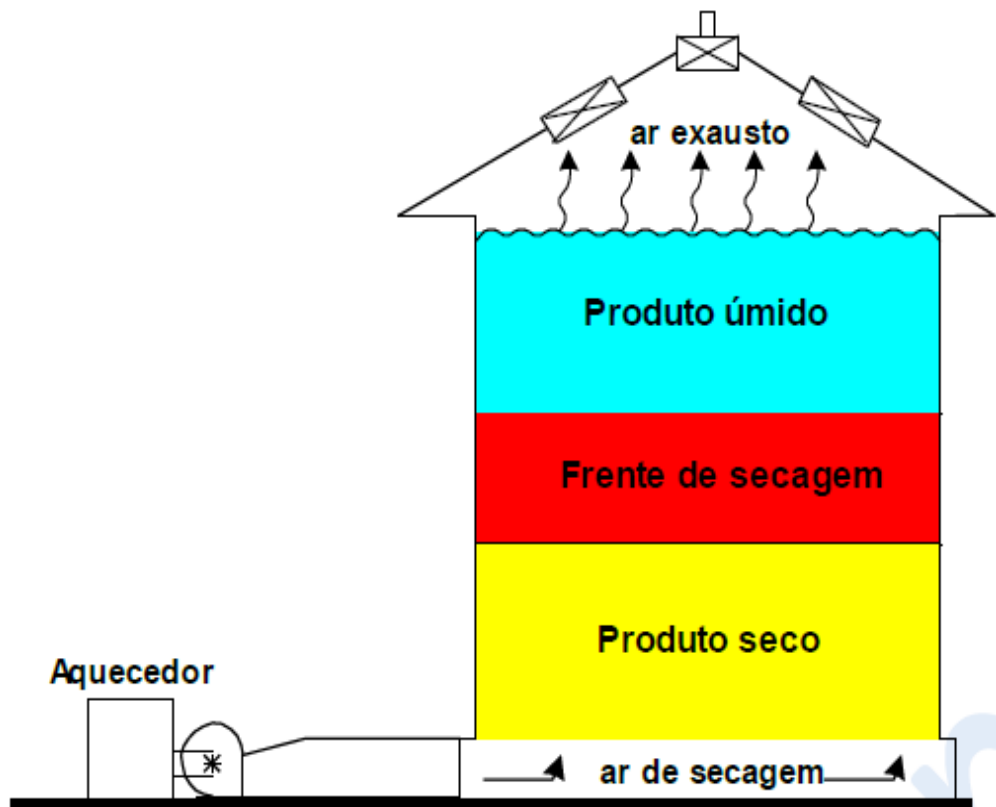 ar exausto
Produto úmido
Frente de secagem
Produto seco
Aquecedor
ar de secagem